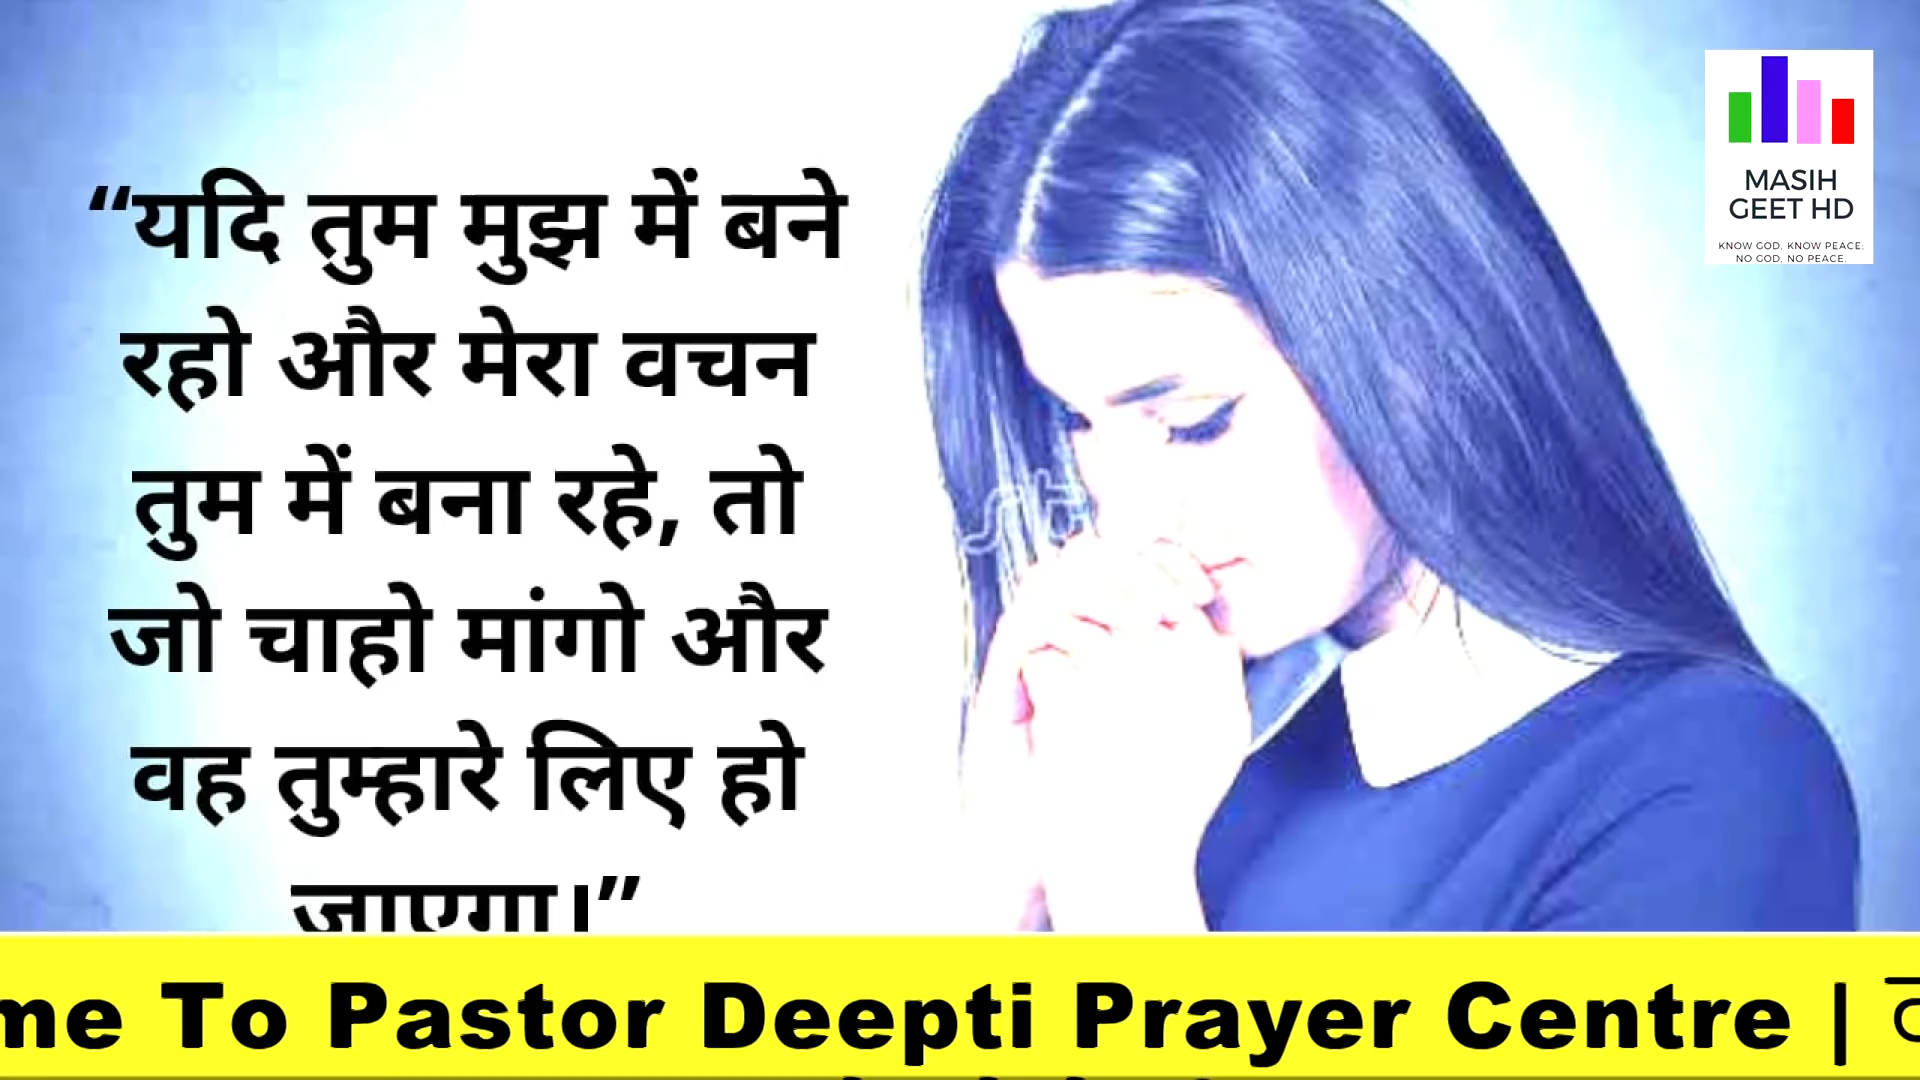 “यदि तुम मुझ में बने
रहो और मेरा वचन
तुम में बना रहे, तो
जो चाहो मांगो और
वह तुम्हारे लिए हो
जाएगा।”
MASIH
GEET HD
KNOW GOD, KNOW PEACE;
NO GOD, NO PEACE.
me To Pastor Deepti Prayer Centre |